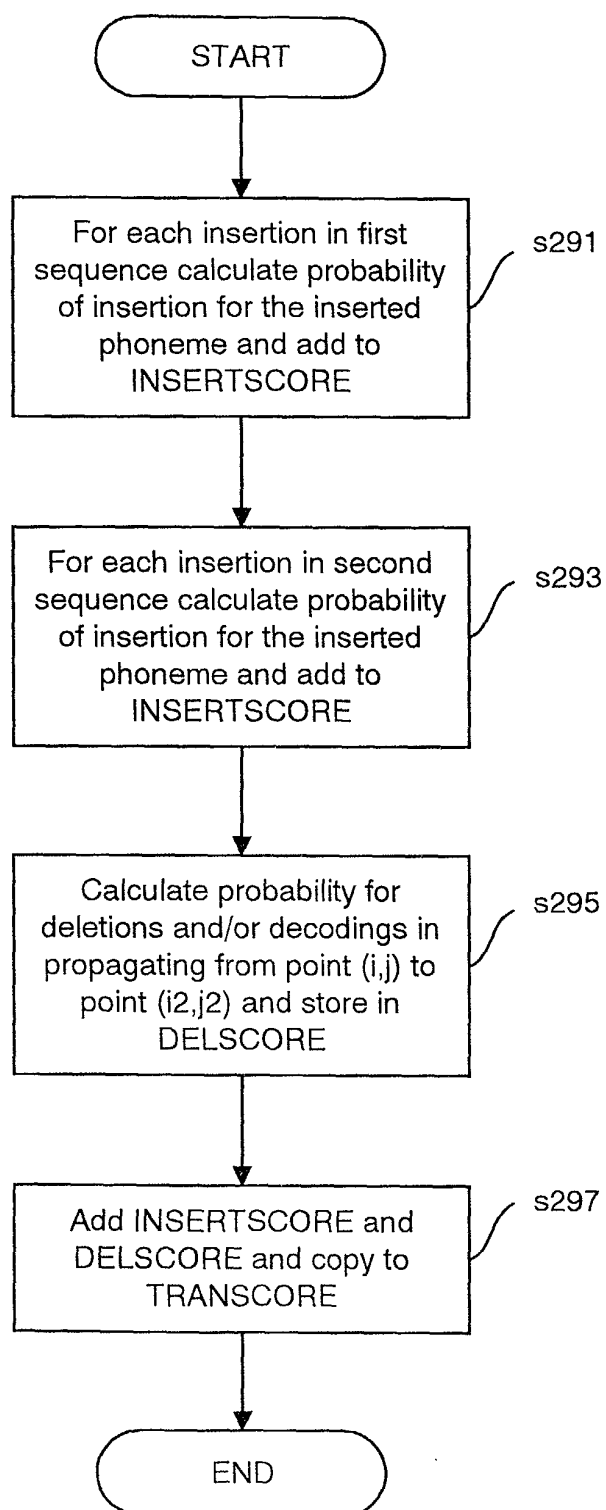 START
For each insertion in first
sequence calculate probability
of insertion for the inserted
phoneme and add to
INSERTSCORE
s291
For each insertion in second
sequence calculate probability
of insertion for the inserted
phoneme and add to
INSERTSCORE
s293
Calculate probability for
deletions and/or decodings in
propagating from point (i,j) to
point (i2,j2) and store in
DELSCORE
s295
Add INSERTSCORE and
DELSCORE and copy to
TRANSCORE
s297
END